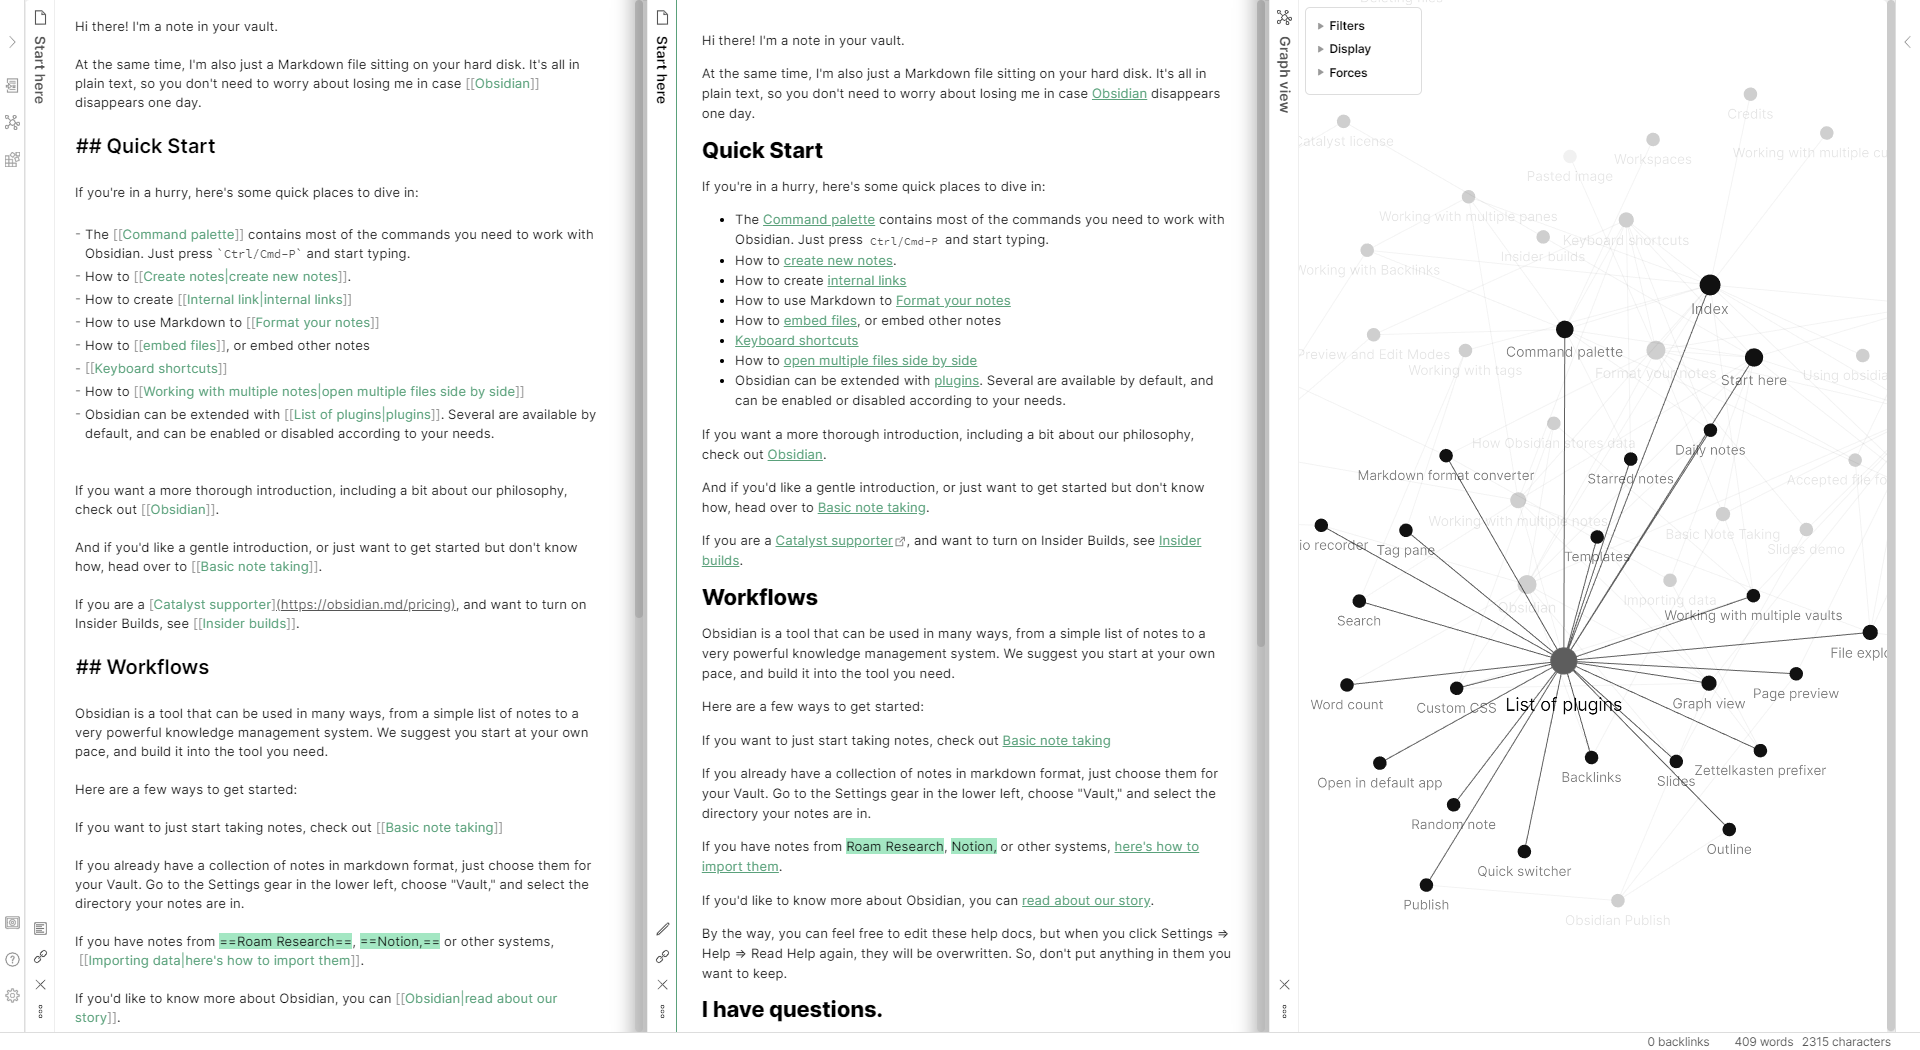 Start here
Hi there! I'm a note in your vault.
At the same time, I'm also just a Markdown file sitting on your hard disk. It's all in
plain text, so you don't need to worry about losing me in case [[Obsidian]]
disappears one day.
## Quick Start
If you're in a hurry, here's some quick places to dive in:
- The [[Command palette]] contains most of the commands you need to work with
Obsidian. Just press `Ctrl/Cmd-P` and start typing.
- How to [[Create notes|create new notes]].
- How to create [[Internal link|internal links]]
- How to use Markdown to [[Format your notes]]
- How to [[embed files]], or embed other notes
- [[Keyboard shortcuts]]
- How to [[Working with multiple notes|open multiple files side by side]]
- Obsidian can be extended with [[List of plugins|plugins]]. Several are available by
default, and can be enabled or disabled according to your needs.
If you want a more thorough introduction, including a bit about our philosophy,
check out [[Obsidian]].
And if you'd like a gentle introduction, or just want to get started but don't know
how, head over to [[Basic note taking]].
If you are a [Catalyst supporter](https://obsidian.md/pricing), and want to turn on
Insider Builds, see [[Insider builds]].
## Workflows
Obsidian is a tool that can be used in many ways, from a simple list of notes to a
very powerful knowledge management system. We suggest you start at your own
pace, and build it into the tool you need.
Here are a few ways to get started:
If you want to just start taking notes, check out [[Basic note taking]]
If you already have a collection of notes in markdown format, just choose them for
your Vault. Go to the Settings gear in the lower left, choose "Vault," and select the
directory your notes are in.
If you have notes from ==Roam Research==, ==Notion,== or other systems,
[[Importing data|here's how to import them]].
If you'd like to know more about Obsidian, you can [[Obsidian|read about our
story]].
Start here
Hi there! I'm a note in your vault.
At the same time, I'm also just a Markdown file sitting on your hard disk. It's all in
plain text, so you don't need to worry about losing me in case Obsidian disappears
one day.
Quick Start
If you're in a hurry, here's some quick places to dive in:
• The Command palette contains most of the commands you need to work with
Obsidian. Just press Ctrl/Cmd-P and start typing.
• How to create new notes.
• How to create internal links
• How to use Markdown to Format your notes
• How to embed files, or embed other notes
• Keyboard shortcuts
• How to open multiple files side by side
• Obsidian can be extended with plugins. Several are available by default, and
can be enabled or disabled according to your needs.
If you want a more thorough introduction, including a bit about our philosophy,
check out Obsidian.
And if you'd like a gentle introduction, or just want to get started but don't know
how, head over to Basic note taking.
If you are a Catalyst supporter, and want to turn on Insider Builds, see Insider
builds.
Workflows
Obsidian is a tool that can be used in many ways, from a simple list of notes to a
very powerful knowledge management system. We suggest you start at your own
pace, and build it into the tool you need.
Here are a few ways to get started:
If you want to just start taking notes, check out Basic note taking
If you already have a collection of notes in markdown format, just choose them for
your Vault. Go to the Settings gear in the lower left, choose "Vault," and select the
directory your notes are in.
If you have notes from Roam Research, Notion, or other systems, here's how to
import them.
If you'd like to know more about Obsidian, you can read about our story.
By the way, you can feel free to edit these help docs, but when you click Settings ⇒
Help ⇒ Read Help again, they will be overwritten. So, don't put anything in them you
want to keep.
I have questions.
Graph view
Filters
Display
Forces
Deleting files
Credits
Catalyst license
Working with multiple cu
Workspaces
Pasted image
Working with multiple panes
Keyboard shortcuts
Insider builds
Working with Backlinks
Index
Command palette
Preview and Edit Modes
Working with tags
Format your notes
Start here
Using obsidia
How Obsidian stores data
Daily notes
Markdown format converter
Starred notes
Accepted file fo
Working with multiple notes
Basic Note Taking
io recorder
Tag pane
Templates
Slides demo
Obsidian
Importing data
Working with multiple vaults
Search
File explo
Word count
Custom CSS
List of plugins
Graph view
Page preview
Open in default app
Backlinks
Slides
Zettelkasten prefixer
Random note
Outline
Quick switcher
Publish
Obsidian Publish
0 backlinks
409 words
2315 characters